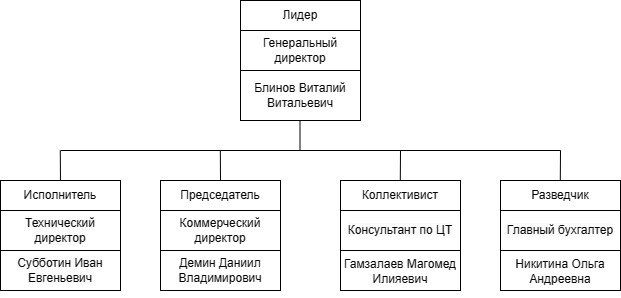 Лидер
Генеральный
директор
Блинов Виталий
Витальевич
Исполнитель
Технический
директор
Субботин Иван
Евгеньевич
Председатель
Коммерческий
директор
Демин Даниил
Владимирович
Коллективист
Консультант по ЦТ
Гамзалаев Магомед
Илияевич
Разведчик
Главный бухгалтер
Никитина Ольга
Андреевна